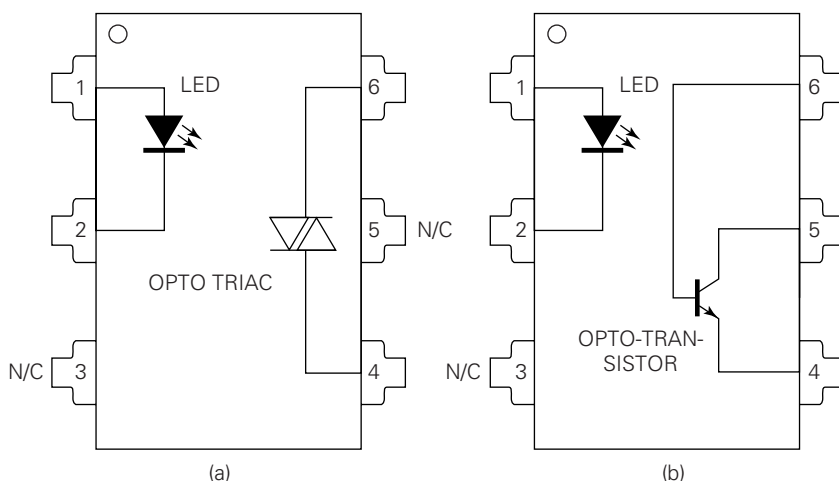 1
LED
6
2
5
N/C
OPTO TRIAC
N/C
3
4
(a)
1
LED
6
2
5
OPTO-TRAN-
SISTOR
N/C
3
4
(b)